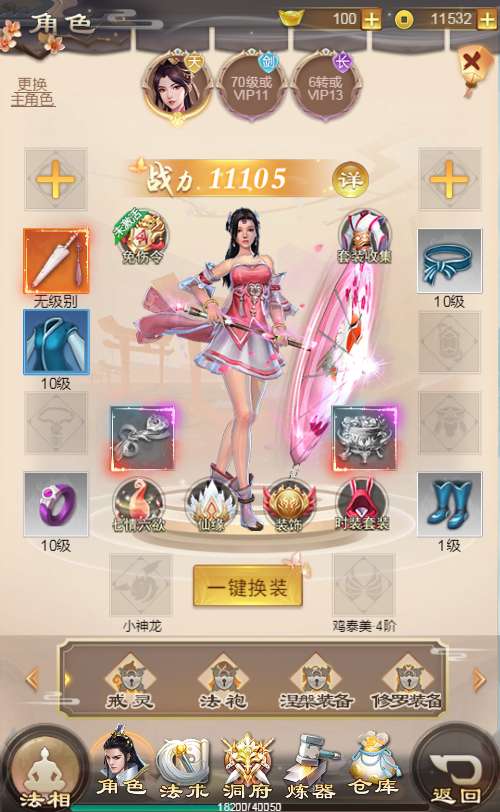 角色
100
11532
更换
主角色
天
70级或
VIP11
剑
6转或
VIP13
长
战力 11105
详
未激活
免伤令
套装收集
无级别
10级
10级
10级
1级
七情六欲
仙缘
装饰
时装套装
一键换装
小神龙
鸡泰美·4阶
戒灵
法袍
涅槃装备
修罗装备
法相
角色
法术
洞府
炼器
仓库
返回
18200/40050